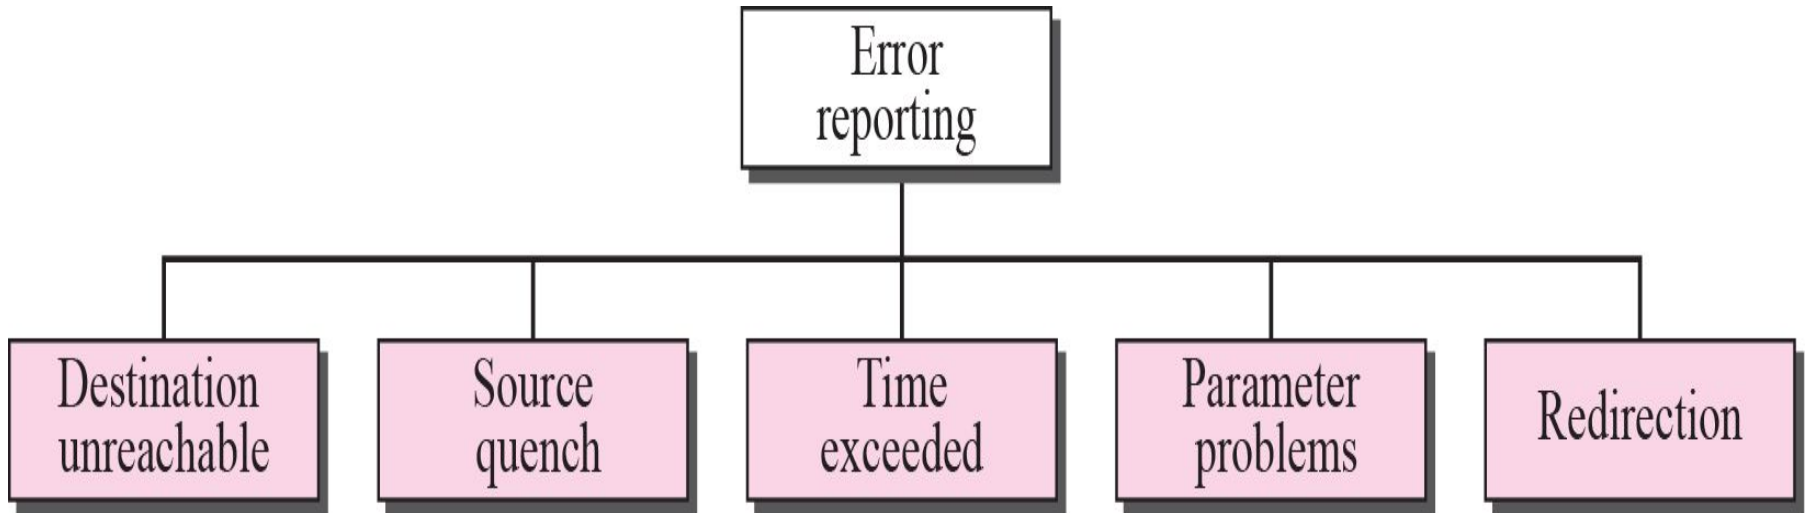 Error
reporting
Destination
unreachable
Source
quench
Time
exceeded
Parameter
problems
Redirection